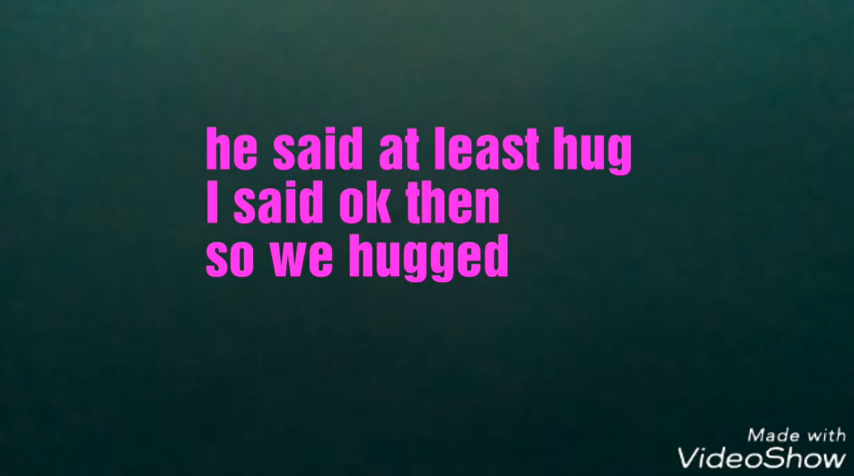 he said at least hug
I said ok then
so we hugged
Made with
VideoShow